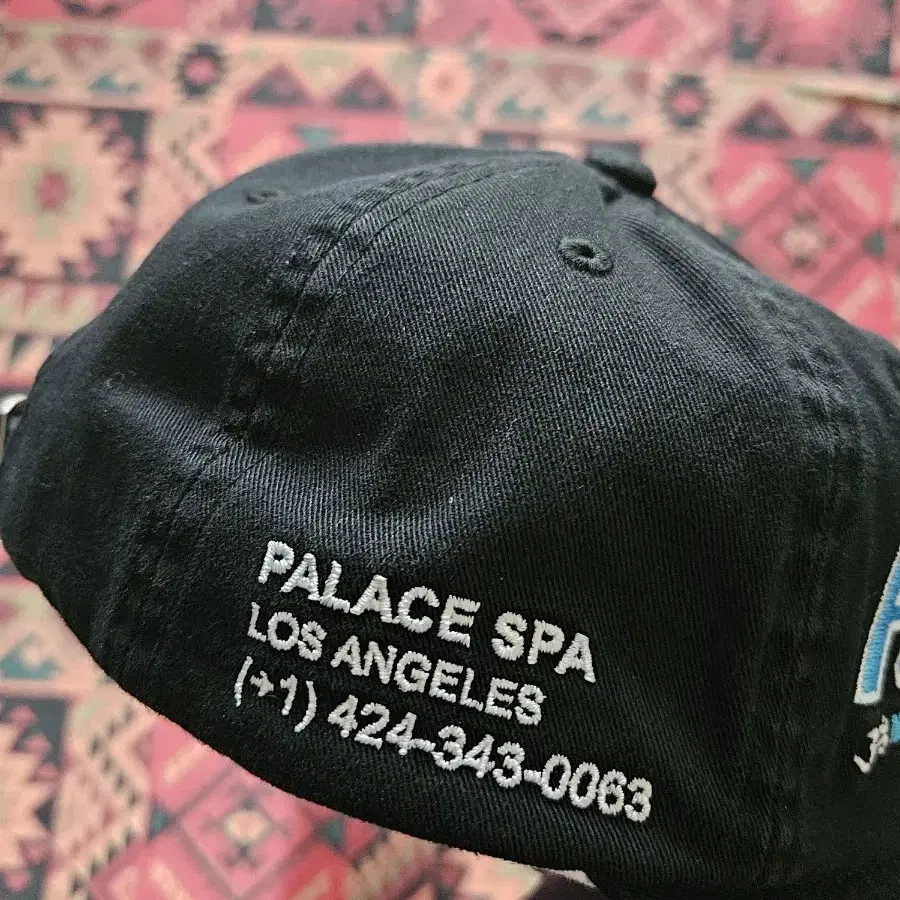 PALACE SPA
LOS ANGELES
(+1) 424-343-0063